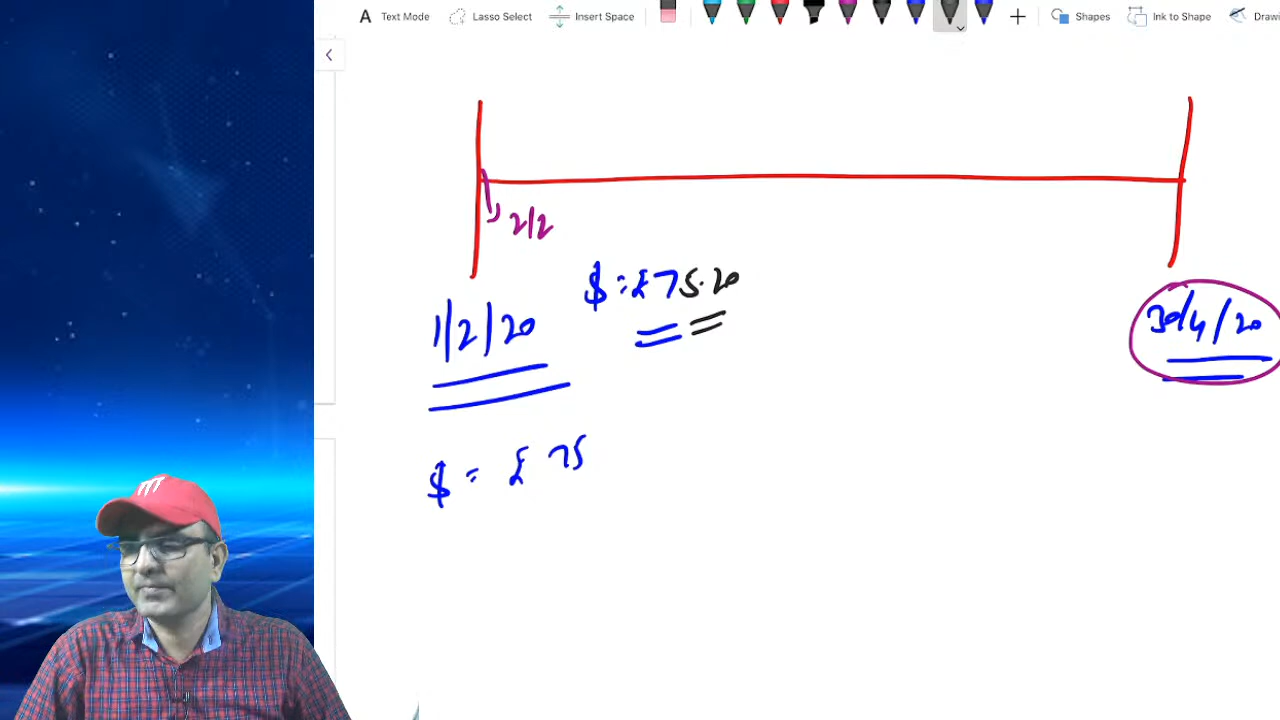 Text Mode Lasso Select Insert Space Shapes Ink to Shape
2/2
$ = £75.20
1/2/20
30/4/20
$ = £ 75